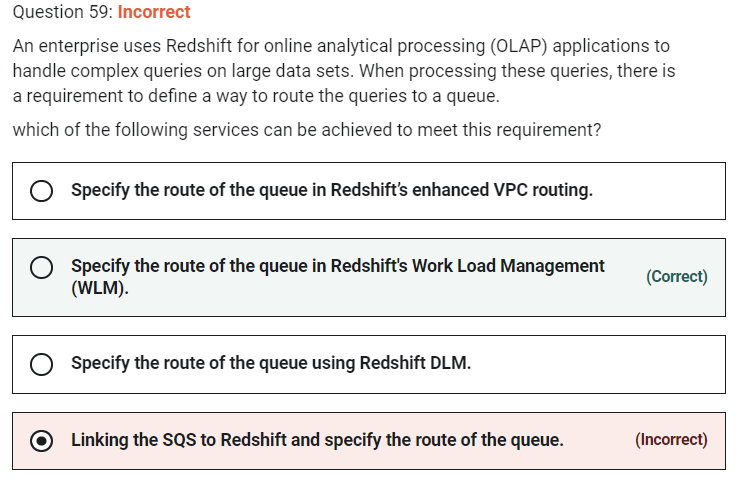 Question 59: Incorrect
An enterprise uses Redshift for online analytical processing (OLAP) applications to
handle complex queries on large data sets. When processing these queries, there is
a requirement to define a way to route the queries to a queue.
which of the following services can be achieved to meet this requirement?
Specify the route of the queue in Redshift's enhanced VPC routing.
Specify the route of the queue in Redshift's Work Load Management
(WLM).
(Correct)
Specify the route of the queue using Redshift DLM.
Linking the SQS to Redshift and specify the route of the queue.
(Incorrect)